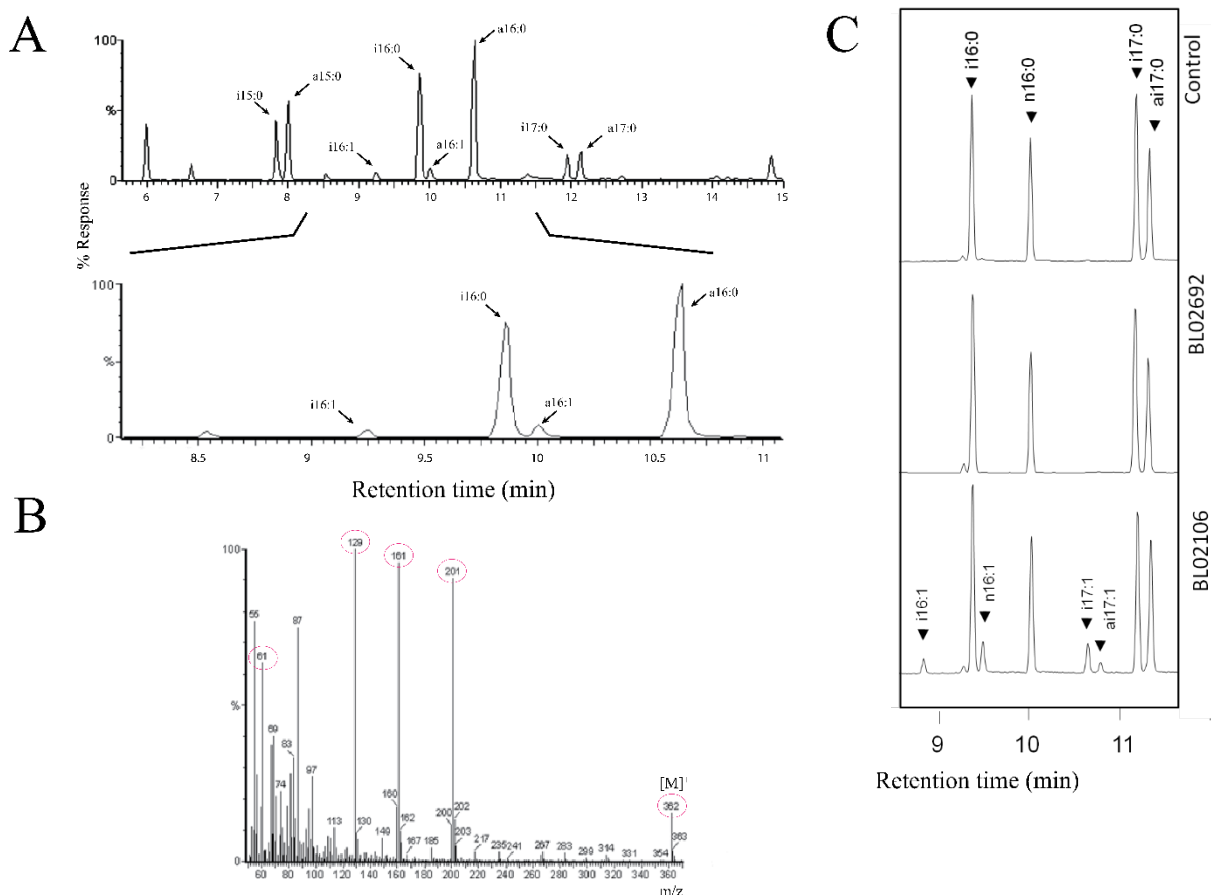 A
% Response
100
%
0
i15:0
a15:0
i16:1
i16:0
a16:1
a16:0
i17:0
a17:0
6 7 8 9 10 11 12 13 14 15
100
%
0
i16:1
i16:0
a16:1
a16:0
8.5 9 9.5 10 10.5 11
Retention time (min)
B
100
%
0
55
61
69
74
83
87
97
113
129
130
149
160
161
162
167
185
200
201
202
203
217
235
241
267
283
299
314
331
354
[M]+
362
363
60 80 100 120 140 160 180 200 220 240 260 280 300 320 340 360
m/z
C
i16:0
n16:0
i17:0
ai17:0
Control
BL02692
i16:1
n16:1
i17:1
ai17:1
BL02106
9 10 11
Retention time (min)